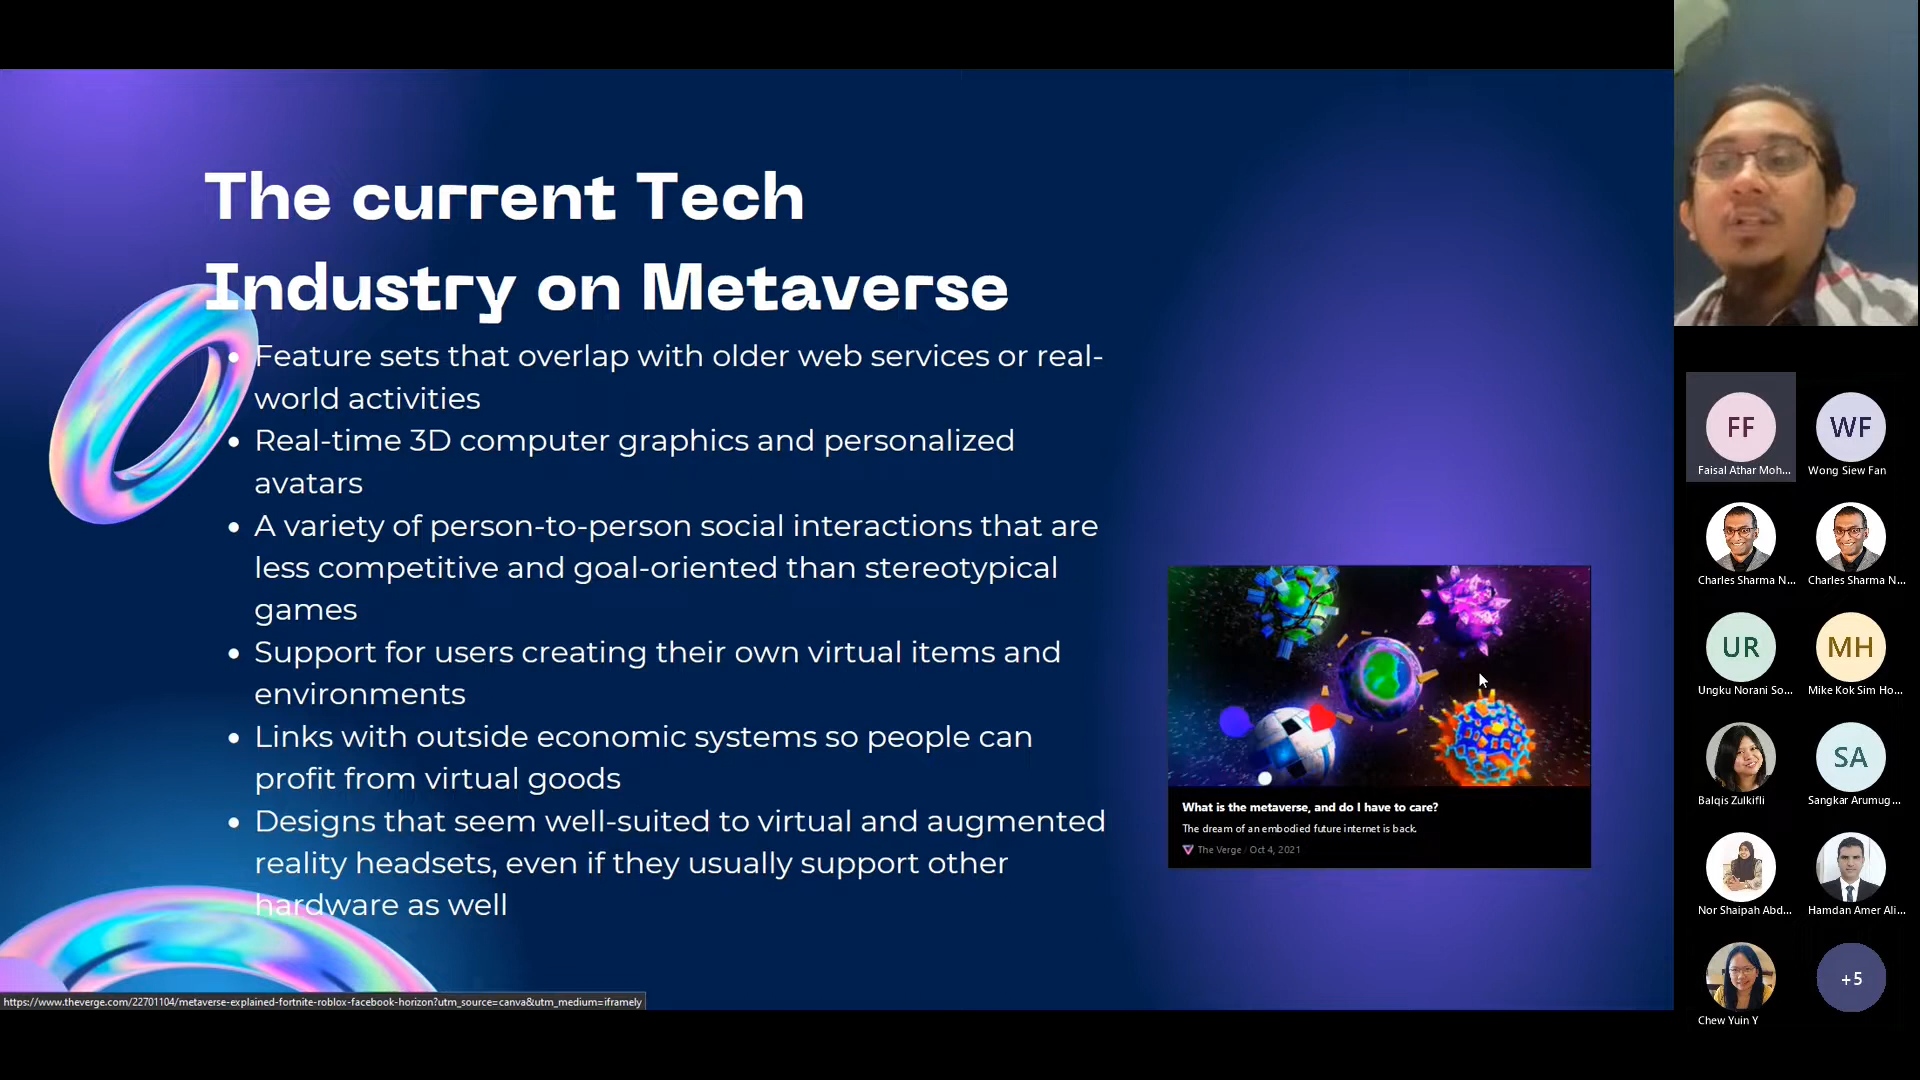 The current Tech
Industry on Metaverse
Feature sets that overlap with older web services or real-
world activities
Real-time 3D computer graphics and personalized
avatars
A variety of person-to-person social interactions that are
less competitive and goal-oriented than stereotypical
games
Support for users creating their own virtual items and
environments
Links with outside economic systems so people can
profit from virtual goods
Designs that seem well-suited to virtual and augmented
reality headsets, even if they usually support other
hardware as well
What is the metaverse, and do I have to care?
The dream of an embodied future internet is back.
The Verge / Oct 4, 2021
https://www.theverge.com/22701104/metaverse-explained-fortnite-roblox-facebook-horizon?utm_source=canva&utm_medium=iframely
FF
Faisal Athar Moh...
WF
Wong Siew Fan
Charles Sharma N...
Charles Sharma N...
UR
Ungku Norani So...
MH
Mike Kok Sim Ho...
Balqis Zulkifli
SA
Sangkar Arumug...
Nor Shaipah Abd...
Hamdan Amer Ali...
Chew Yuin Y
+5